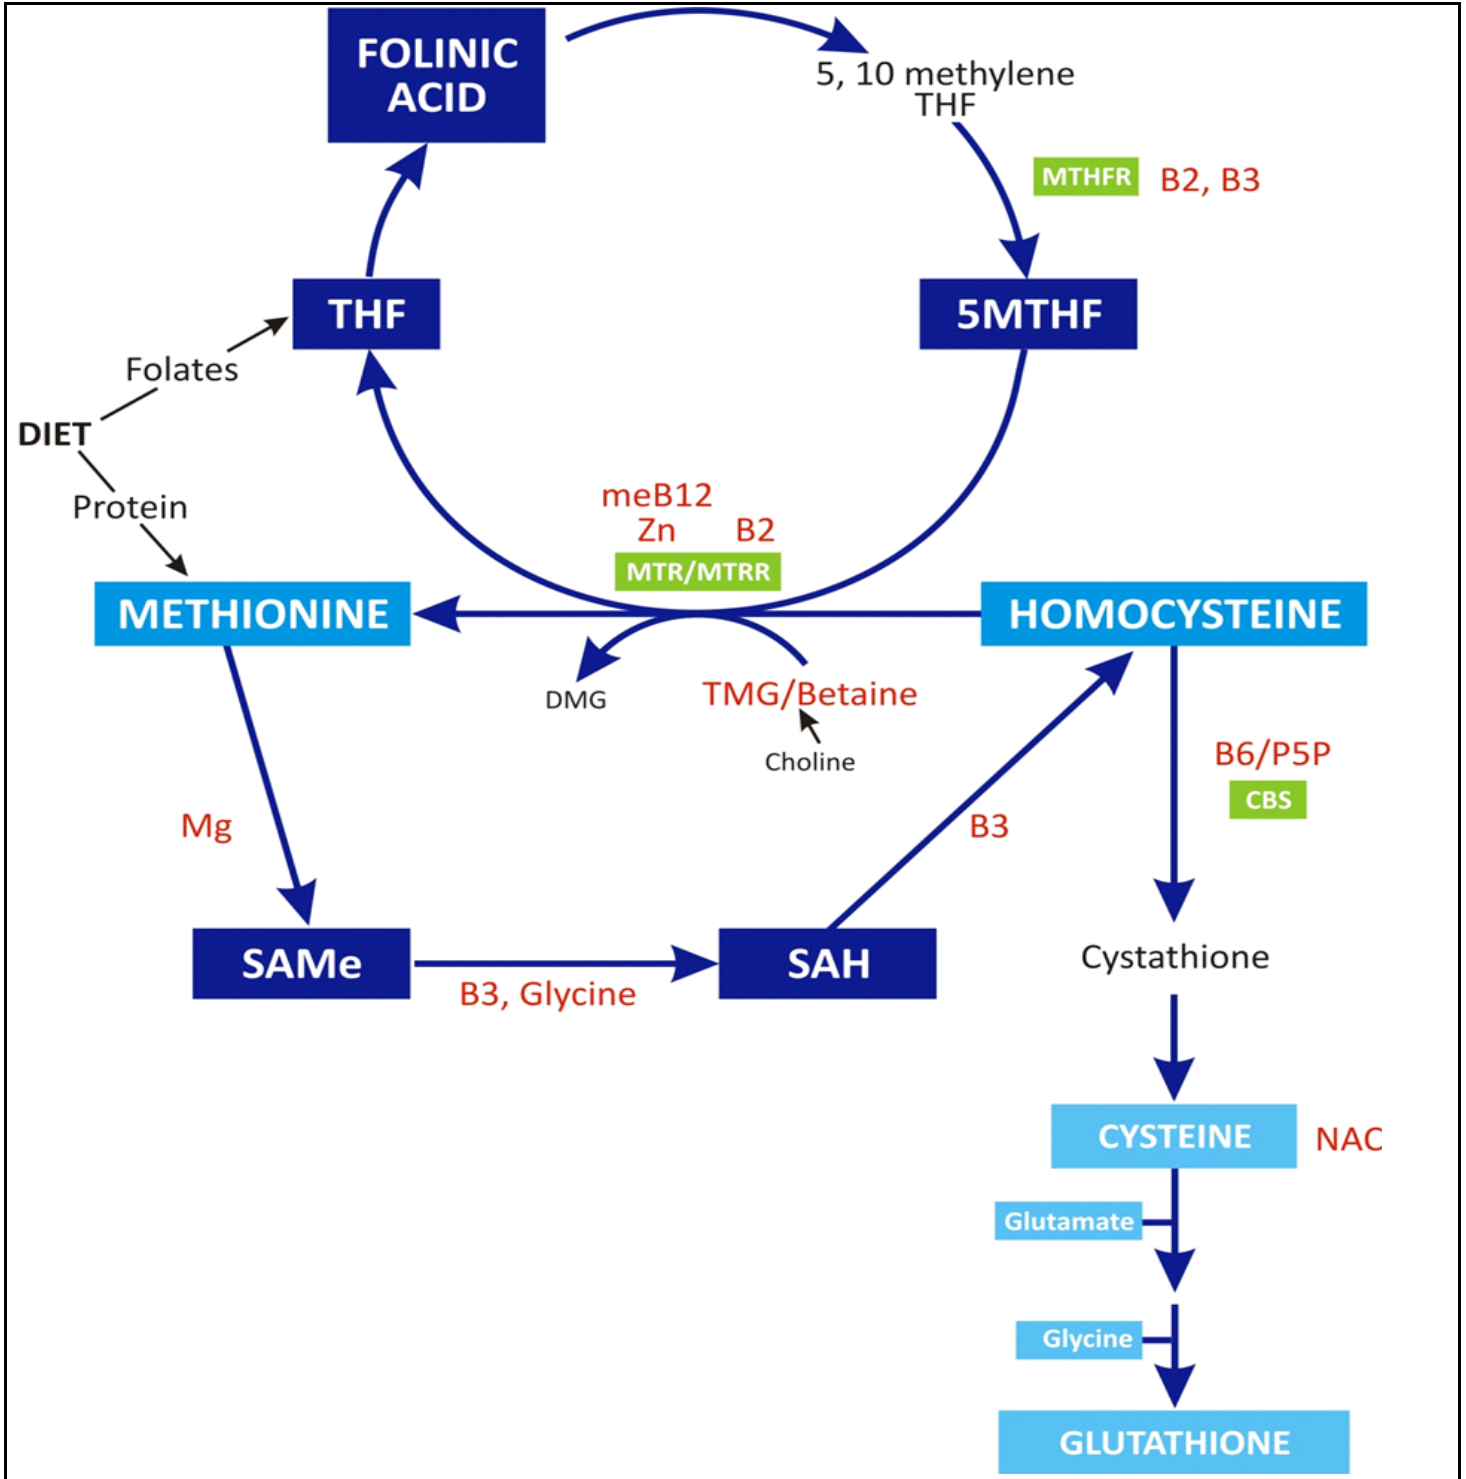 FOLINIC
ACID
5, 10 methylene
THF
MTHFR
B2, B3
THF
5MTHF
Folates
DIET
Protein
meB12
Zn
B2
MTR/MTRR
METHIONINE
HOMOCYSTEINE
DMG
TMG/Betaine
Choline
B6/P5P
CBS
Mg
B3
SAMe
B3, Glycine
SAH
Cystathione
CYSTEINE
NAC
Glutamate
Glycine
GLUTATHIONE